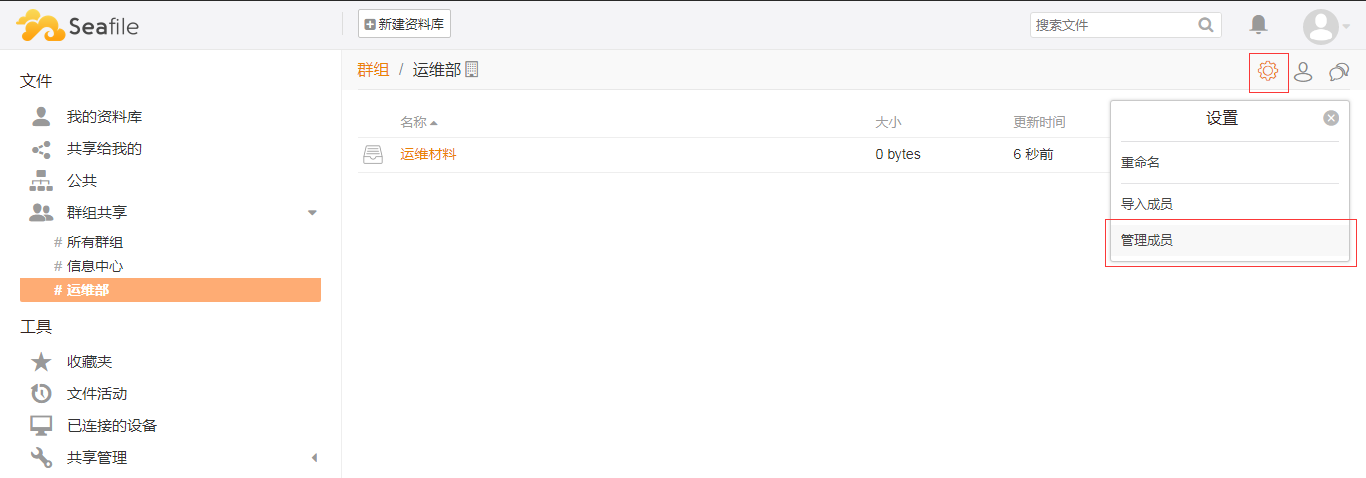 Seafile
新建资料库
搜索文件
文件
我的资料库
共享给我的
公共
群组共享
# 所有群组
# 信息中心
# 运维部
工具
收藏夹
文件活动
已连接的设备
共享管理
群组 / 运维部
名称 大小 更新时间
运维材料 0 bytes 6 秒前
设置
重命名
导入成员
管理成员